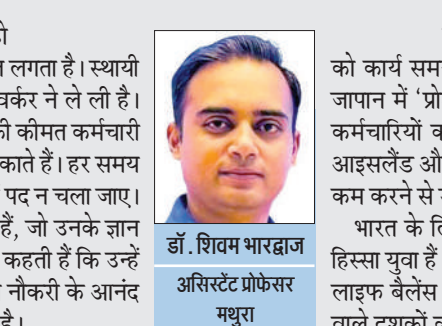 लगता है। स्थायी
वर्कर ने ले ली है।
की कीमत कर्मचारी
काते हैं। हर समय
पद न चला जाए।
हैं, जो उनके ज्ञान
कहती हैं कि उन्हें
नौकरी के आनंद
है।
डॉ. शिवम भारद्वाज
असिस्टेंट प्रोफेसर
मथुरा
को कार्य सम
जापान में 'प्रो
कर्मचारियों क
आइसलैंड औ
कम करने से
भारत के लि
हिस्सा युवा हैं
लाइफ बैलेंस
वाले दशकों